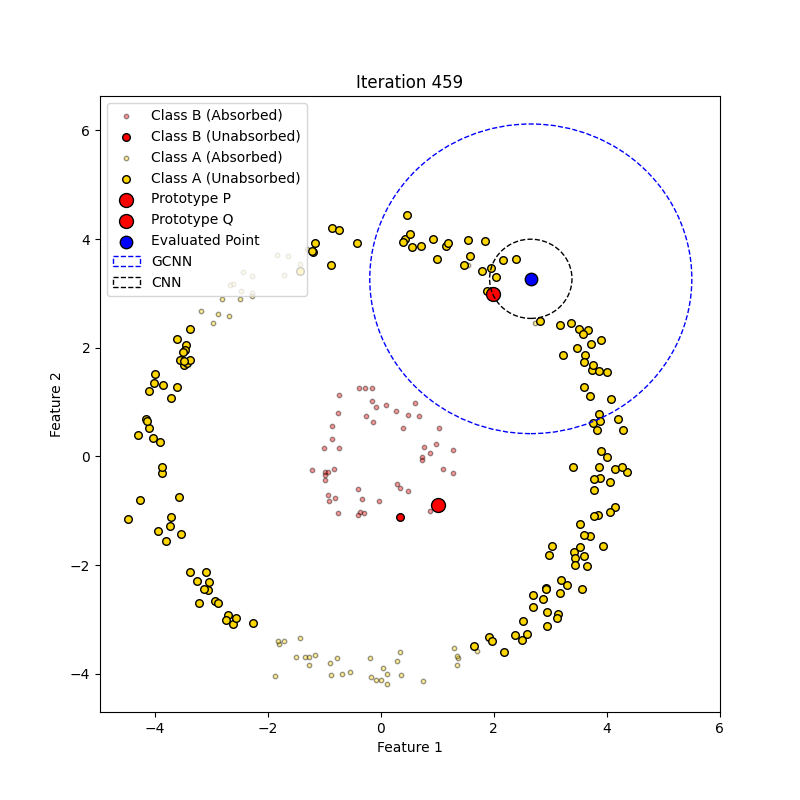 Iteration 459
Class B (Absorbed)
Class B (Unabsorbed)
Class A (Absorbed)
Class A (Unabsorbed)
Prototype P
Prototype Q
Evaluated Point
GCNN
CNN
6
4
2
0
−2
−4
Feature 2
−4
−2
0
2
4
6
Feature 1